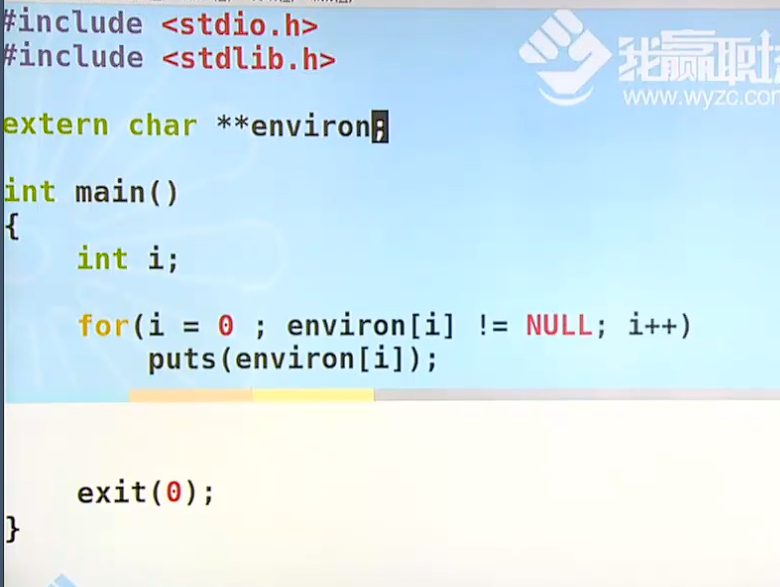 #include <stdio.h>
#include <stdlib.h>
extern char **environ;
int main()
{
int i;
for(i = 0 ; environ[i] != NULL; i++)
puts(environ[i]);
exit(0);
}
我赢职场
www.wyzc.com